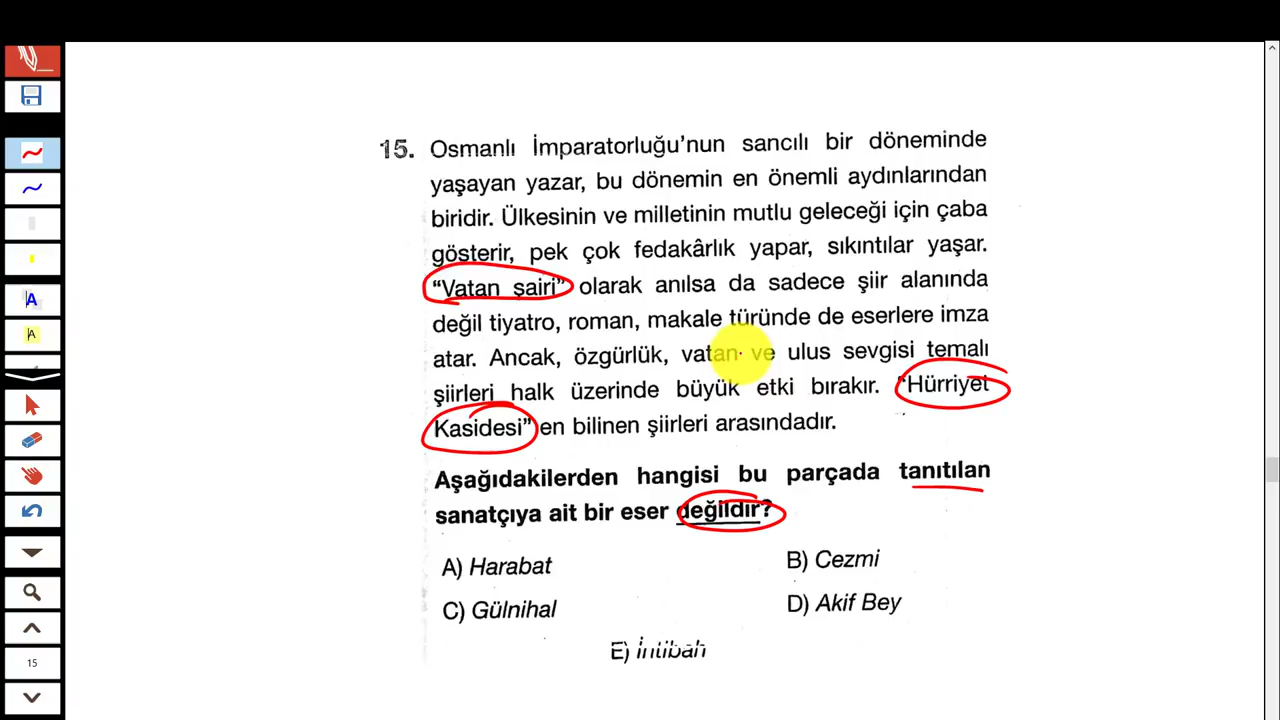 15. Osmanlı İmparatorluğu'nun sancılı bir döneminde
yaşayan yazar, bu dönemin en önemli aydınlarından
biridir. Ülkesinin ve milletinin mutlu geleceği için çaba
gösterir, pek çok fedakârlık yapar, sıkıntılar yaşar.
"Vatan şairi" olarak anılsa da sadece şiir alanında
değil tiyatro, roman, makale türünde de eserlere imza
atar. Ancak, özgürlük, vatan ve ulus sevgisi temalı
şiirleri halk üzerinde büyük etki bırakır. "Hürriyet
Kasidesi" en bilinen şiirleri arasındadır.
Aşağıdakilerden hangisi bu parçada tanıtılan
sanatçıya ait bir eser değildir?
A) Harabat
B) Cezmi
C) Gülnihal
D) Akif Bey
E) İntibah
A
A
15